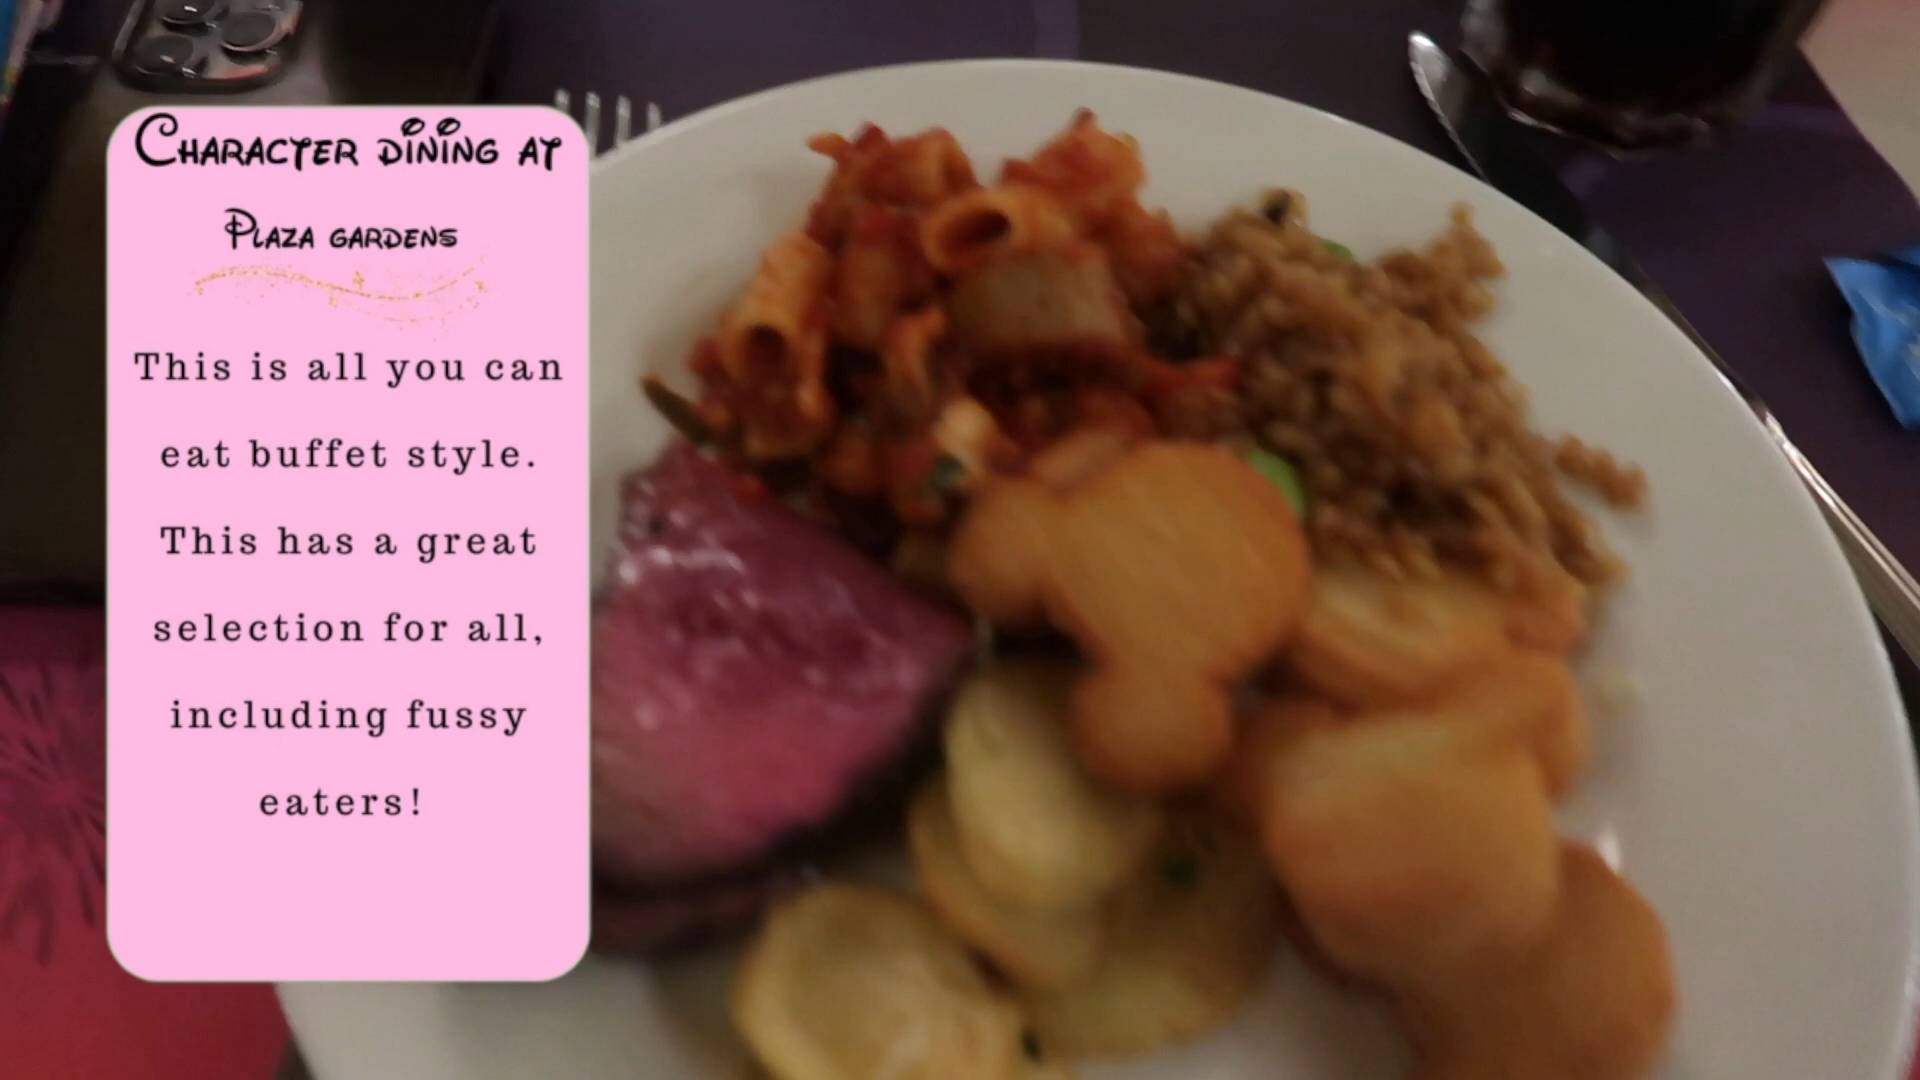 Character dining at
Plaza gardens
This is all you can
eat buffet style.
This has a great
selection for all,
including fussy
eaters!